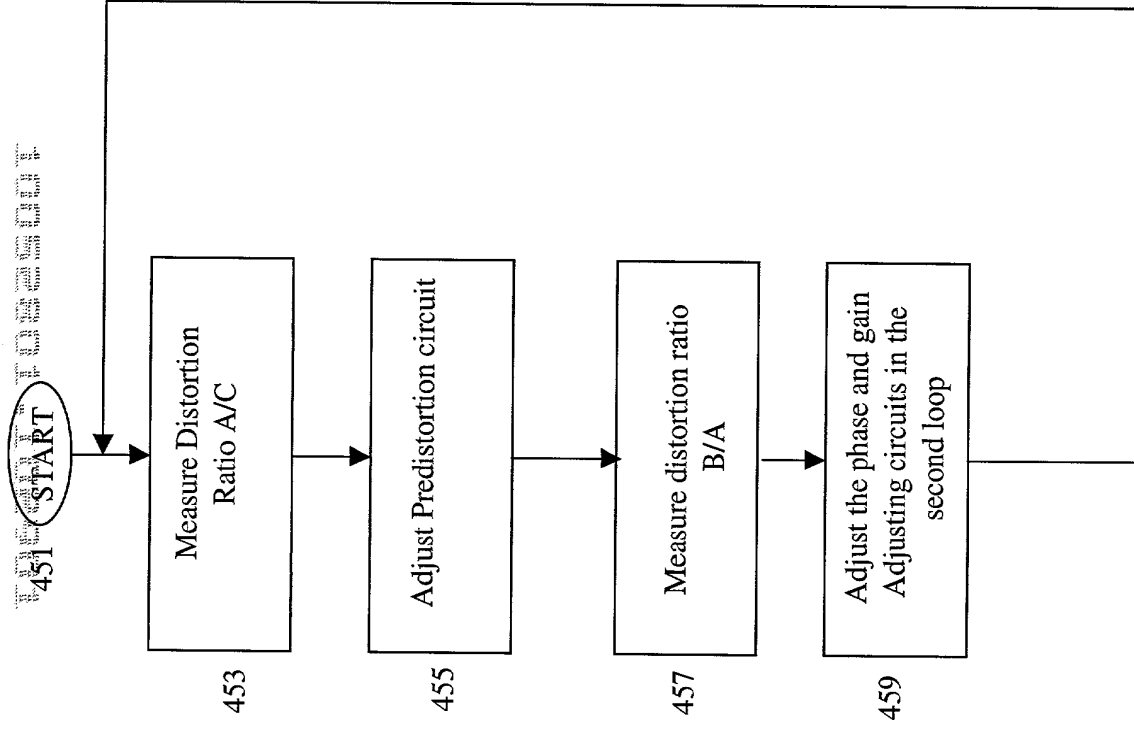 451 START
453
Measure Distortion
Ratio A/C
455
Adjust Predistortion circuit
457
Measure distortion ratio
B/A
459
Adjust the phase and gain
Adjusting circuits in the
second loop